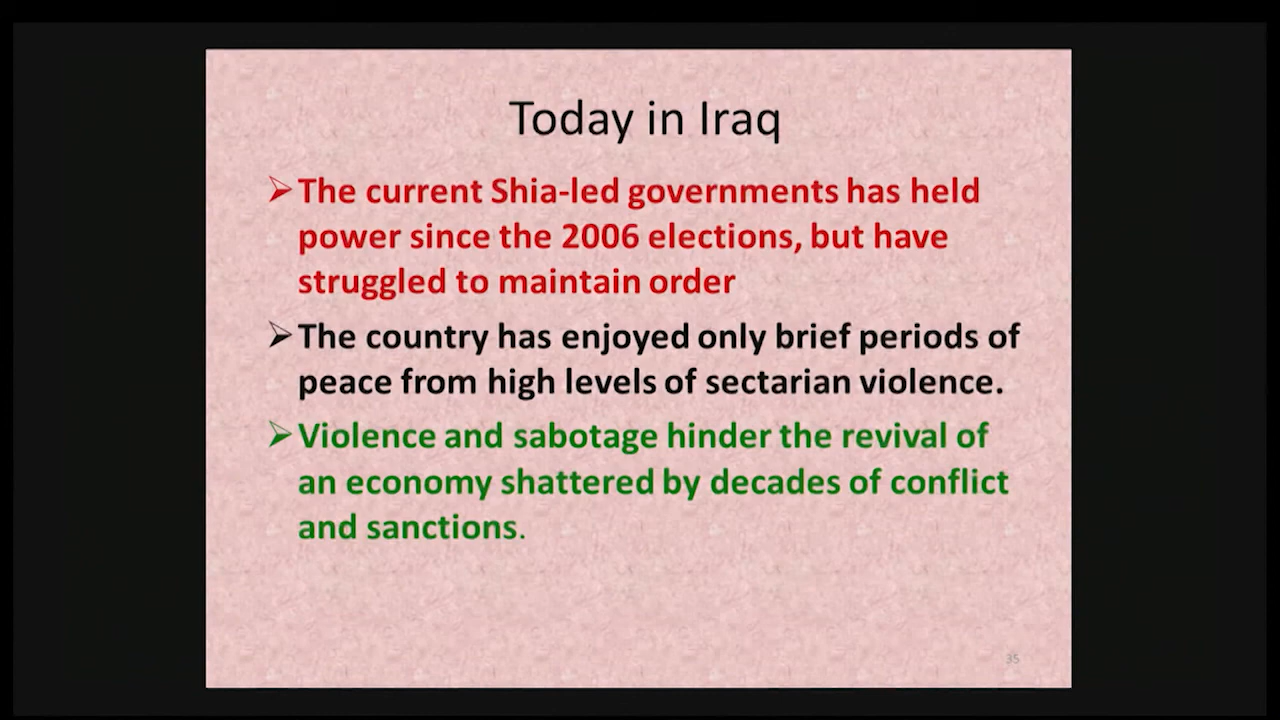 Today in Iraq
➢The current Shia-led governments has held
power since the 2006 elections, but have
struggled to maintain order
➢The country has enjoyed only brief periods of
peace from high levels of sectarian violence.
➢Violence and sabotage hinder the revival of
an economy shattered by decades of conflict
and sanctions.
35